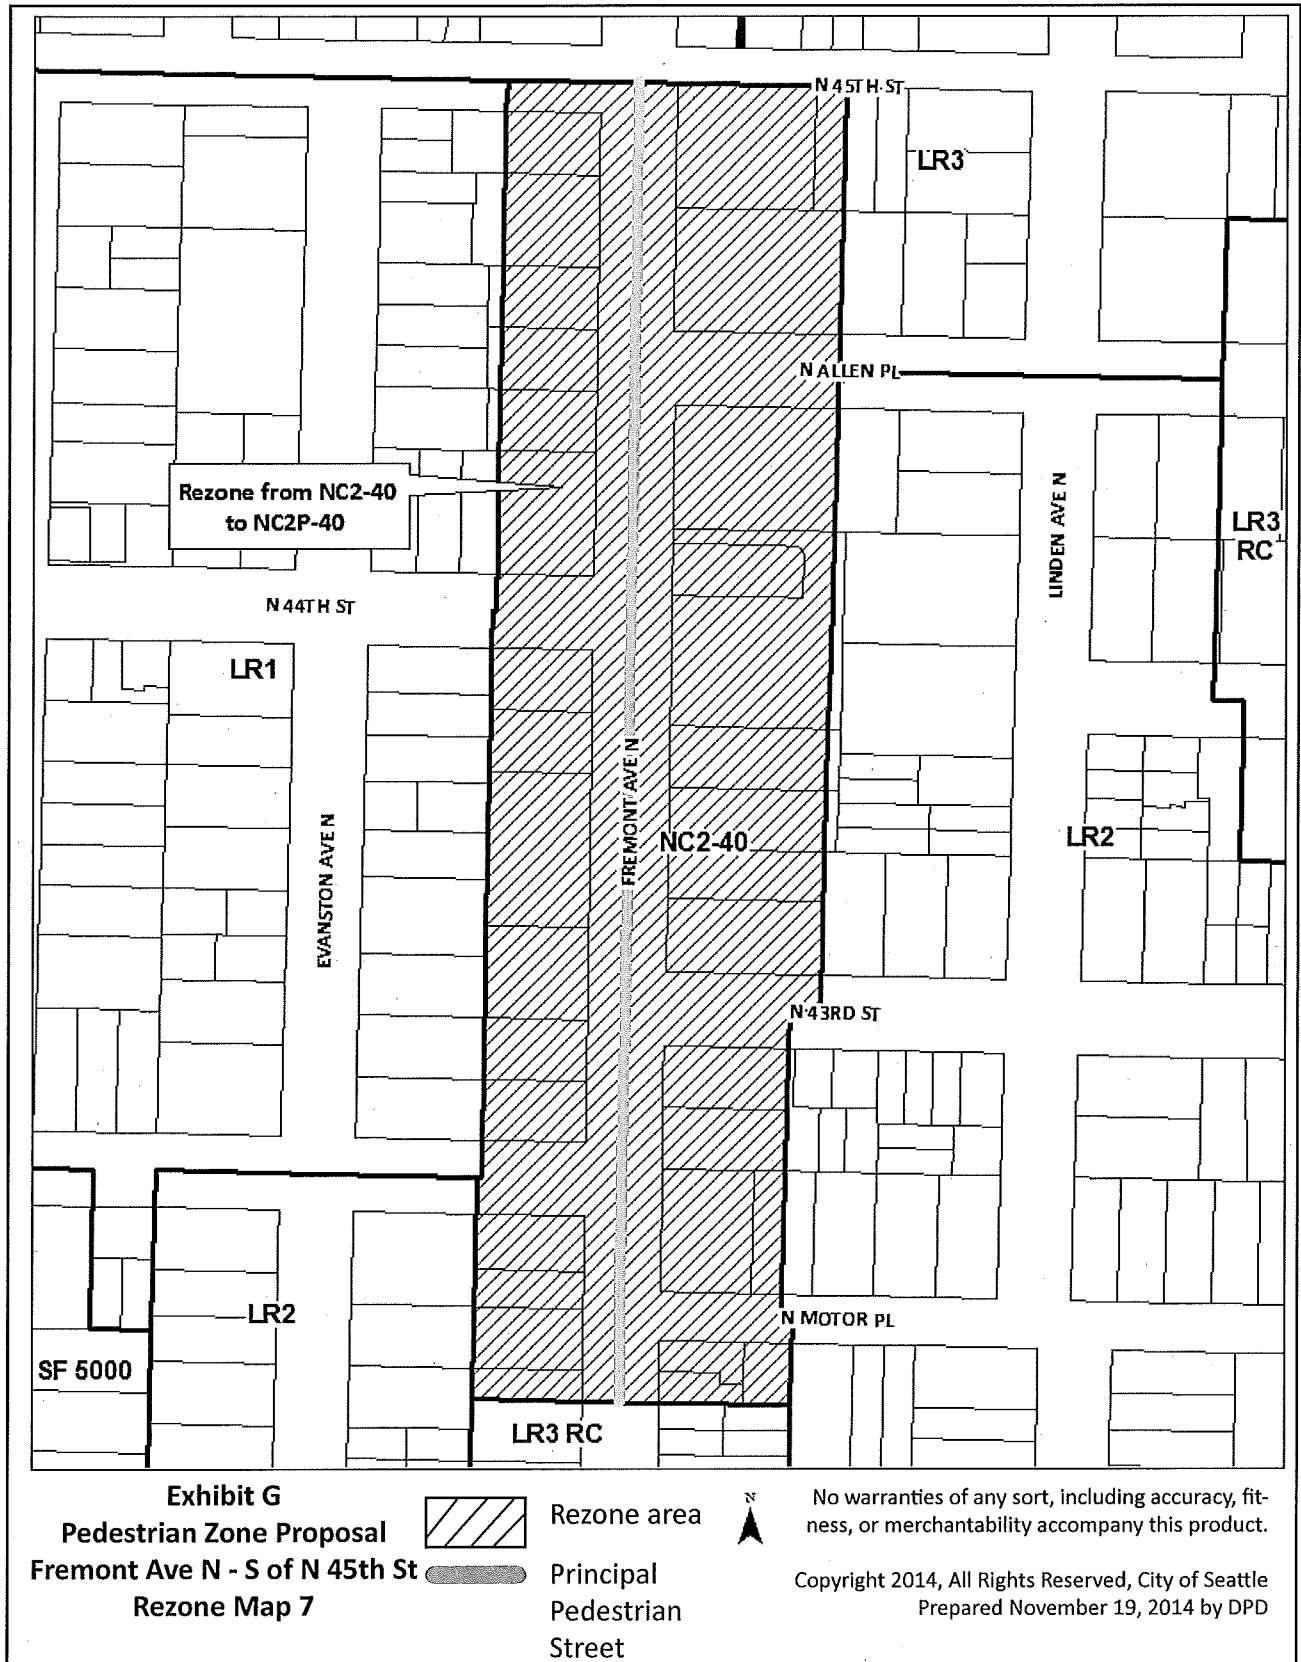 N 45TH ST
LR3
N ALLEN PL
Rezone from NC2-40
to NC2P-40
LINDEN AVE N
LR3
RC
N 44TH ST
LR1
FREMONT AVE N
NC2-40
LR2
EVANSTON AVE N
N 43RD ST
LR2
N MOTOR PL
SF 5000
LR3 RC
Exhibit G
Pedestrian Zone Proposal
Fremont Ave N - S of N 45th St
Rezone Map 7
Rezone area
Principal
Pedestrian
Street
N
No warranties of any sort, including accuracy, fit-
ness, or merchantability accompany this product.
Copyright 2014, All Rights Reserved, City of Seattle
Prepared November 19, 2014 by DPD